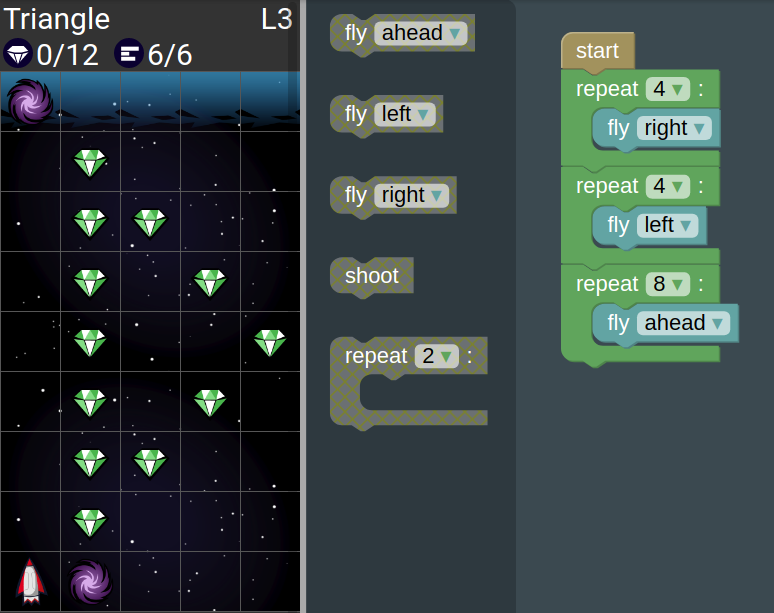 Triangle L3
0/12 6/6
fly ahead ▼
fly left ▼
fly right ▼
shoot
repeat 2 ▼ :
start
repeat 4 ▼ :
fly right ▼
repeat 4 ▼ :
fly left ▼
repeat 8 ▼ :
fly ahead ▼